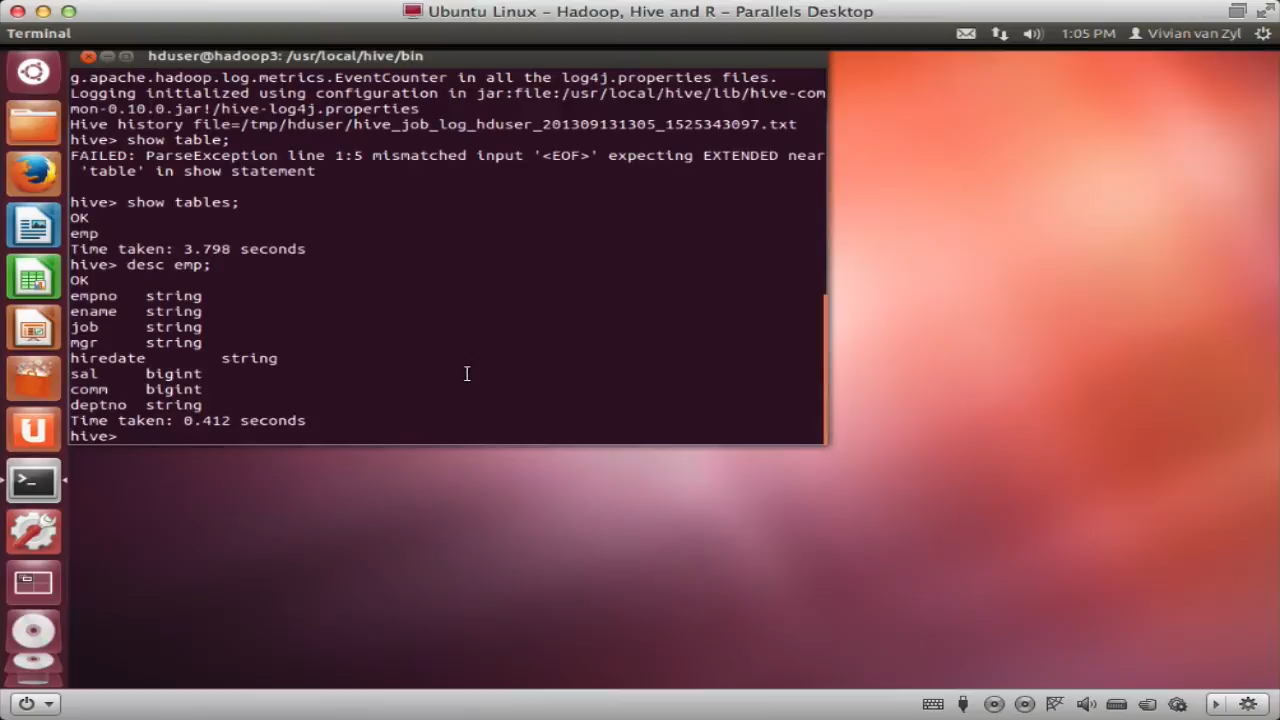 Ubuntu Linux - Hadoop, Hive and R - Parallels Desktop
Terminal
1:05 PM
Vivian van Zyl
hduser@hadoop3: /usr/local/hive/bin
g.apache.hadoop.log.metrics.EventCounter in all the log4j.properties files.
Logging initialized using configuration in jar:file:/usr/local/hive/lib/hive-com
mon-0.10.0.jar!/hive-log4j.properties
Hive history file=/tmp/hduser/hive_job_log_hduser_201309131305_1525343097.txt
hive> show table;
FAILED: ParseException line 1:5 mismatched input '<EOF>' expecting EXTENDED near
'table' in show statement
hive> show tables;
OK
emp
Time taken: 3.798 seconds
hive> desc emp;
OK
empno string
ename string
job string
mgr string
hiredate string
sal bigint
comm bigint
deptno string
Time taken: 0.412 seconds
hive>